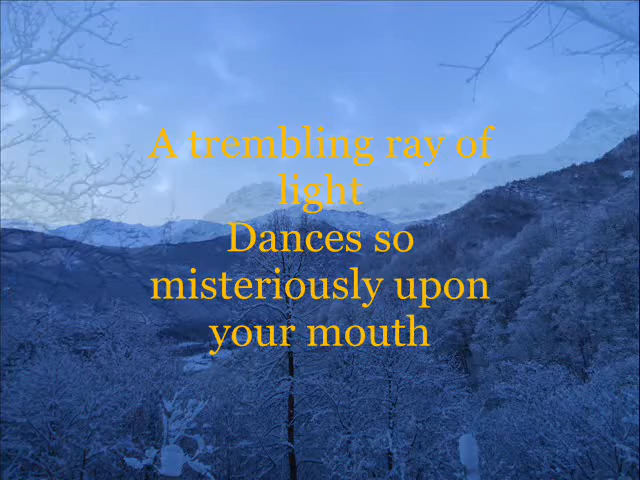 A trembling ray of
light
Dances so
misteriously upon
your mouth